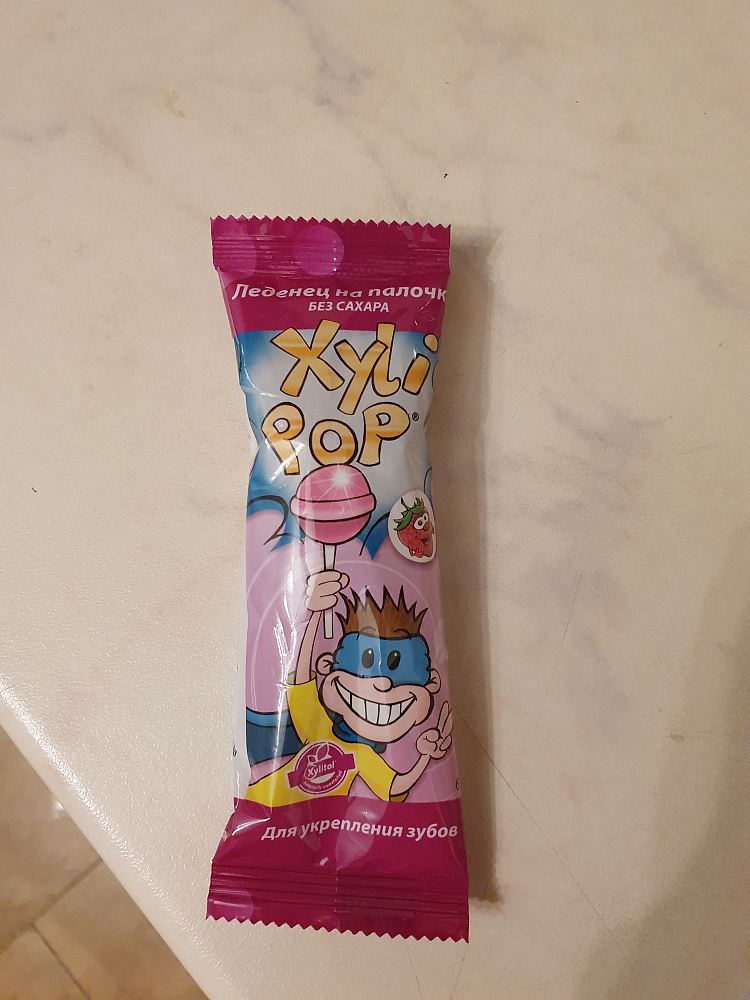 Леденец на палочк
БЕЗ САХАРА
Xyli
POP®
Xylitol
Для укрепления зубов